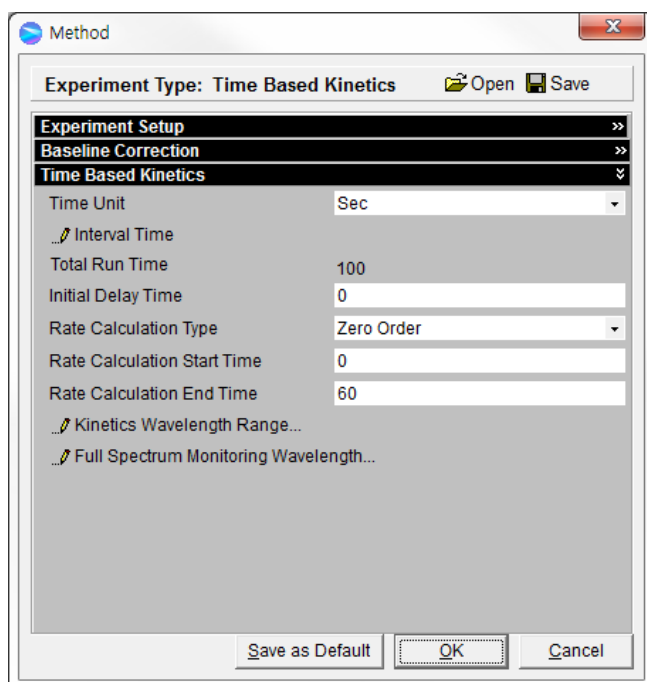 Method
Experiment Type: Time Based Kinetics Open Save
Experiment Setup
Baseline Correction
Time Based Kinetics
Time Unit Sec
Interval Time
Total Run Time 100
Initial Delay Time 0
Rate Calculation Type Zero Order
Rate Calculation Start Time 0
Rate Calculation End Time 60
Kinetics Wavelength Range...
Full Spectrum Monitoring Wavelength...
Save as Default OK Cancel